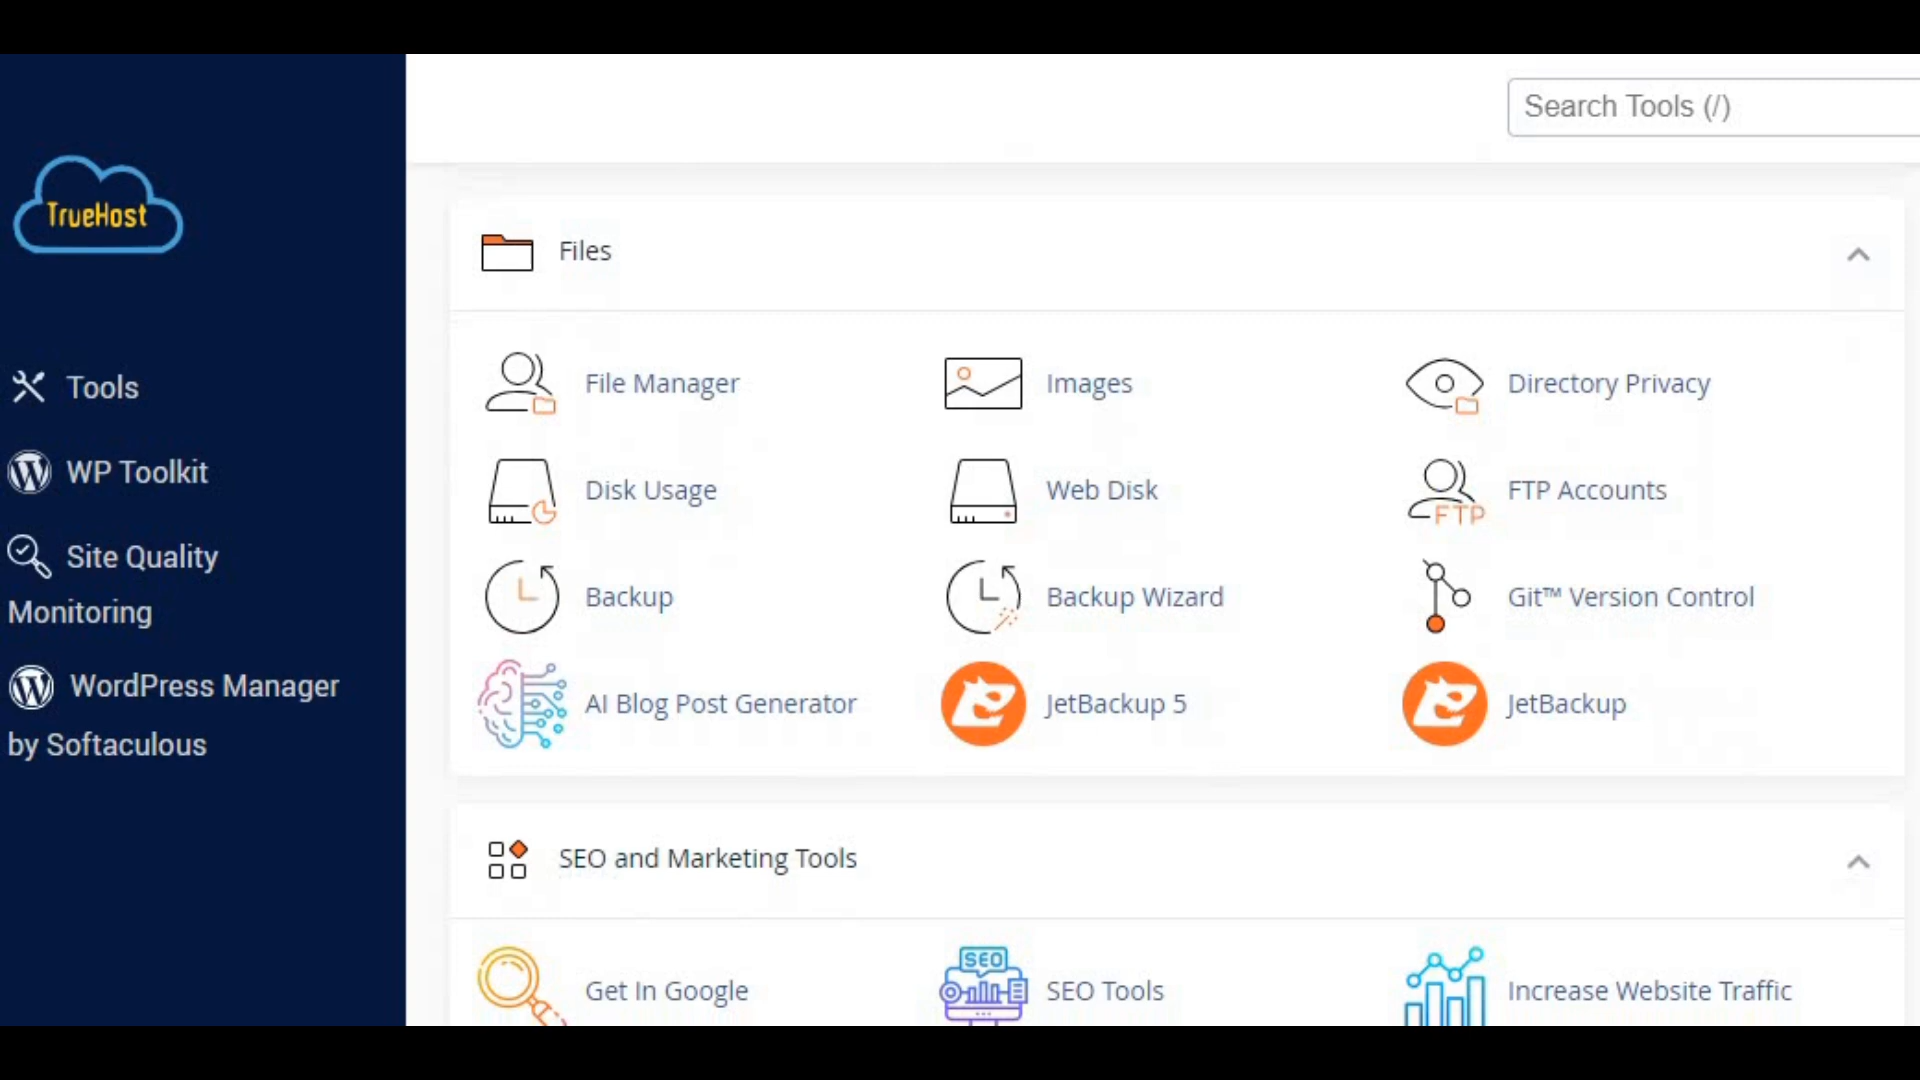 Search Tools (/)
TrueHost
Tools
WP Toolkit
Site Quality
Monitoring
WordPress Manager
by Softaculous
Files
File Manager
Images
Directory Privacy
Disk Usage
Web Disk
FTP
FTP Accounts
Backup
Backup Wizard
Git™ Version Control
AI Blog Post Generator
JetBackup 5
JetBackup
SEO and Marketing Tools
Get In Google
SEO
SEO Tools
Increase Website Traffic